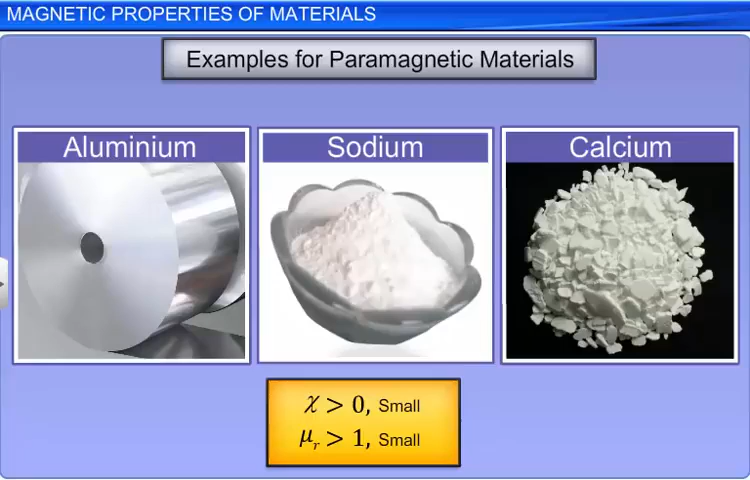 MAGNETIC PROPERTIES OF MATERIALS
Examples for Paramagnetic Materials
Aluminium
Sodium
Calcium
χ > 0, Small
μᵣ > 1, Small